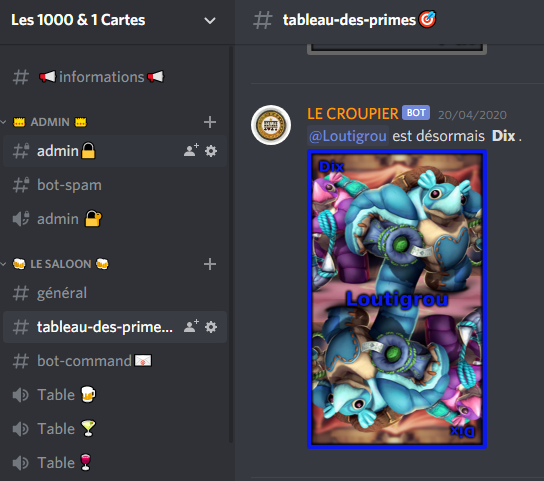 Les 1000 & 1 Cartes
informations
ADMIN
admin
bot-spam
admin
LE SALOON
général
tableau-des-prime...
bot-command
Table
Table
Table
tableau-des-primes
LE CROUPIER BOT 20/04/2020
@Loutigrou est désormais Dix .
Dix
Loutigrou
Dix